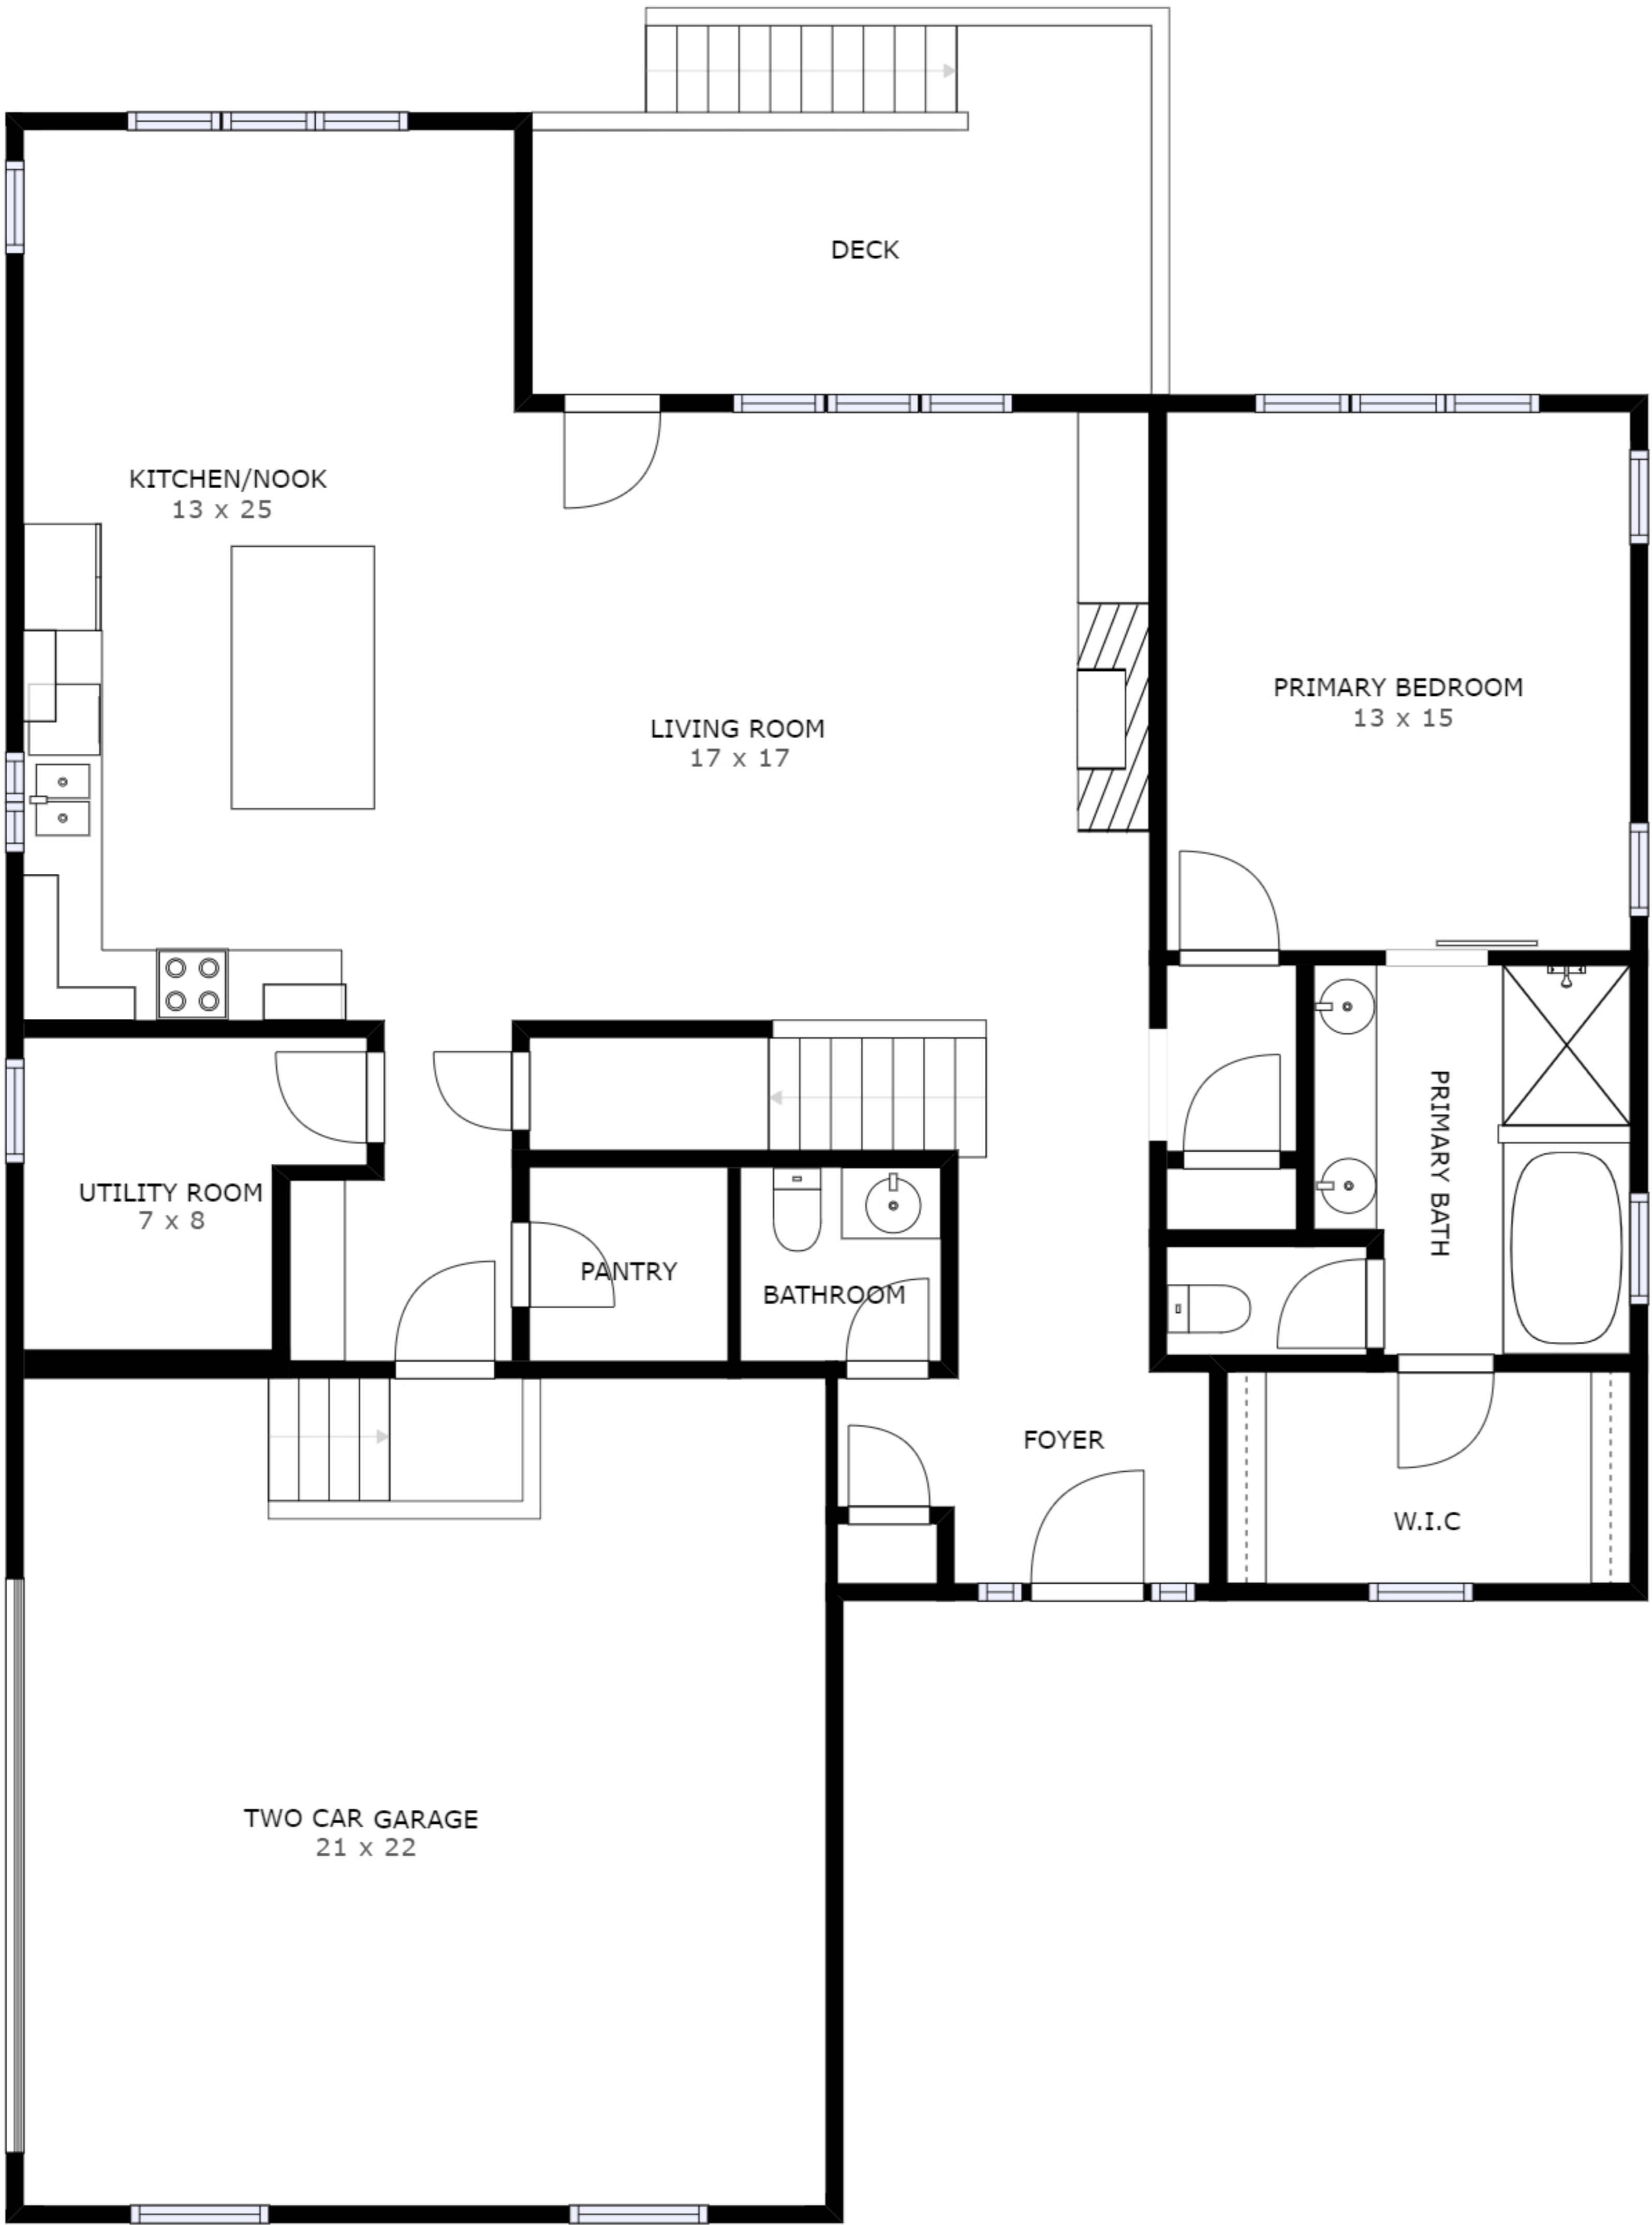 DECK
KITCHEN/NOOK
13 x 25
PRIMARY BEDROOM
13 x 15
LIVING ROOM
17 x 17
PRIMARY BATH
UTILITY ROOM
7 x 8
PANTRY
BATHROOM
FOYER
W.I.C
TWO CAR GARAGE
21 x 22